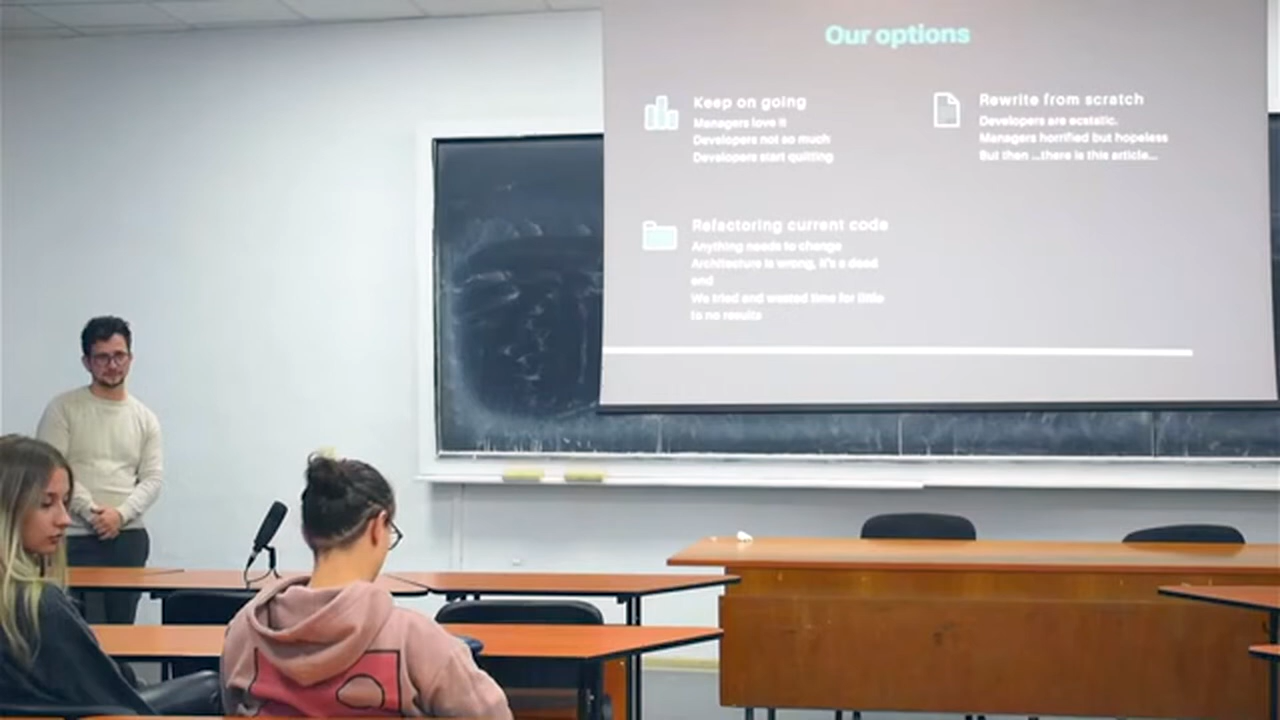 Our options
Keep on going
Managers love it
Developers not so much
Developers start quitting
Rewrite from scratch
Developers are ecstatic.
Managers horrified but hopeless
But then ...there is this article...
Refactoring current code
Anything needs to change
Architecture is wrong, it's a dead
end
We tried and wasted time for little
to no results